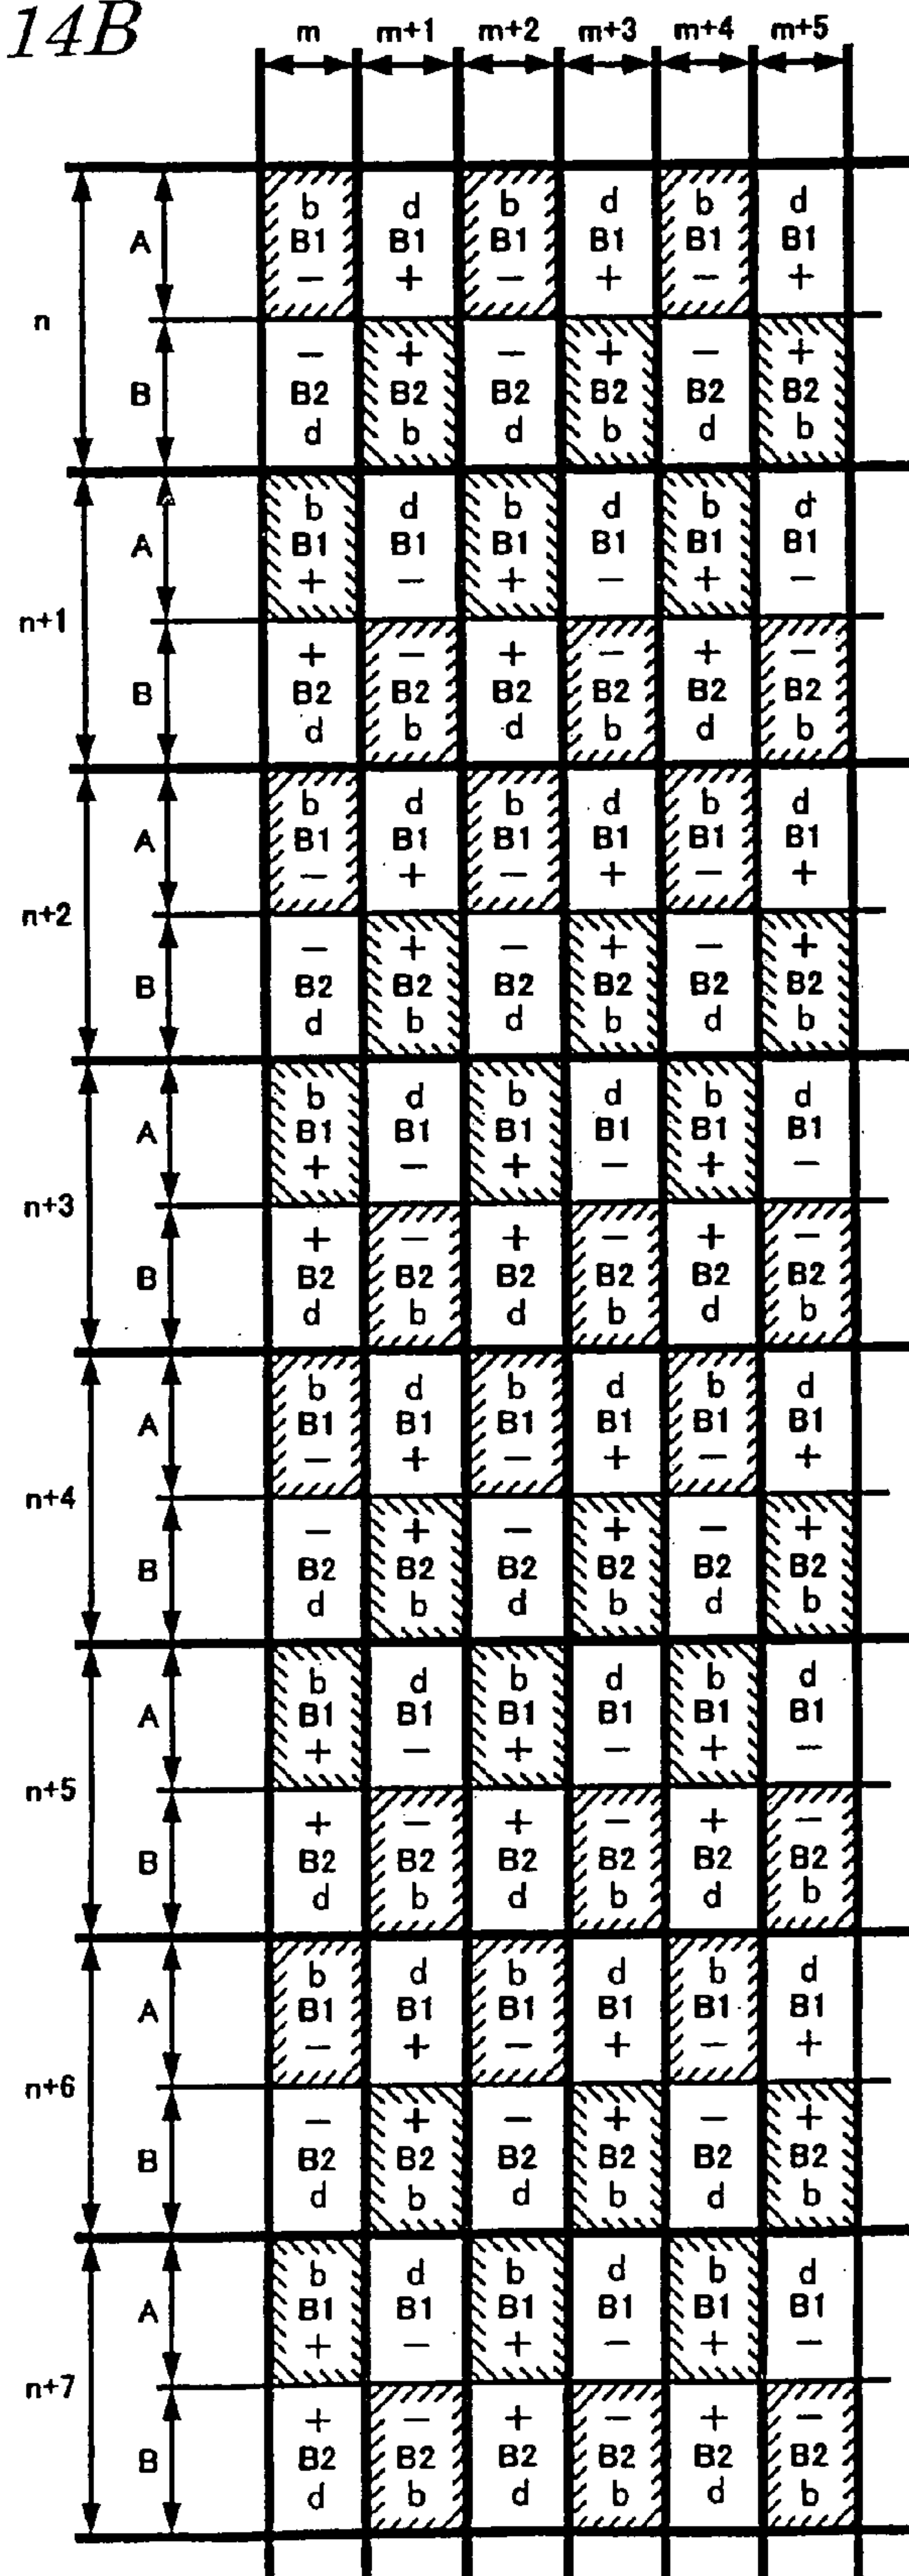 14B
m m+1 m+2 m+3 m+4 m+5
b d b d b d
A B1 B1 B1 B1 B1 B1
− + − + − +
n
− + − + − +
B B2 B2 B2 B2 B2 B2
d b d b d b
b d b d b d
A B1 B1 B1 B1 B1 B1
+ − + − + −
n+1
+ − + − + −
B B2 B2 B2 B2 B2 B2
d b d b d b
b d b d b d
A B1 B1 B1 B1 B1 B1
− + − + − +
n+2
− + − + − +
B B2 B2 B2 B2 B2 B2
d b d b d b
b d b d b d
A B1 B1 B1 B1 B1 B1
+ − + − + −
n+3
+ − + − + −
B B2 B2 B2 B2 B2 B2
d b d b d b
b d b d b d
A B1 B1 B1 B1 B1 B1
− + − + − +
n+4
− + − + − +
B B2 B2 B2 B2 B2 B2
d b d b d b
b d b d b d
A B1 B1 B1 B1 B1 B1
+ − + − + −
n+5
+ − + − + −
B B2 B2 B2 B2 B2 B2
d b d b d b
b d b d b d
A B1 B1 B1 B1 B1 B1
− + − + − +
n+6
− + − + − +
B B2 B2 B2 B2 B2 B2
d b d b d b
b d b d b d
A B1 B1 B1 B1 B1 B1
+ − + − + −
n+7
+ − + − + −
B B2 B2 B2 B2 B2 B2
d b d b d b